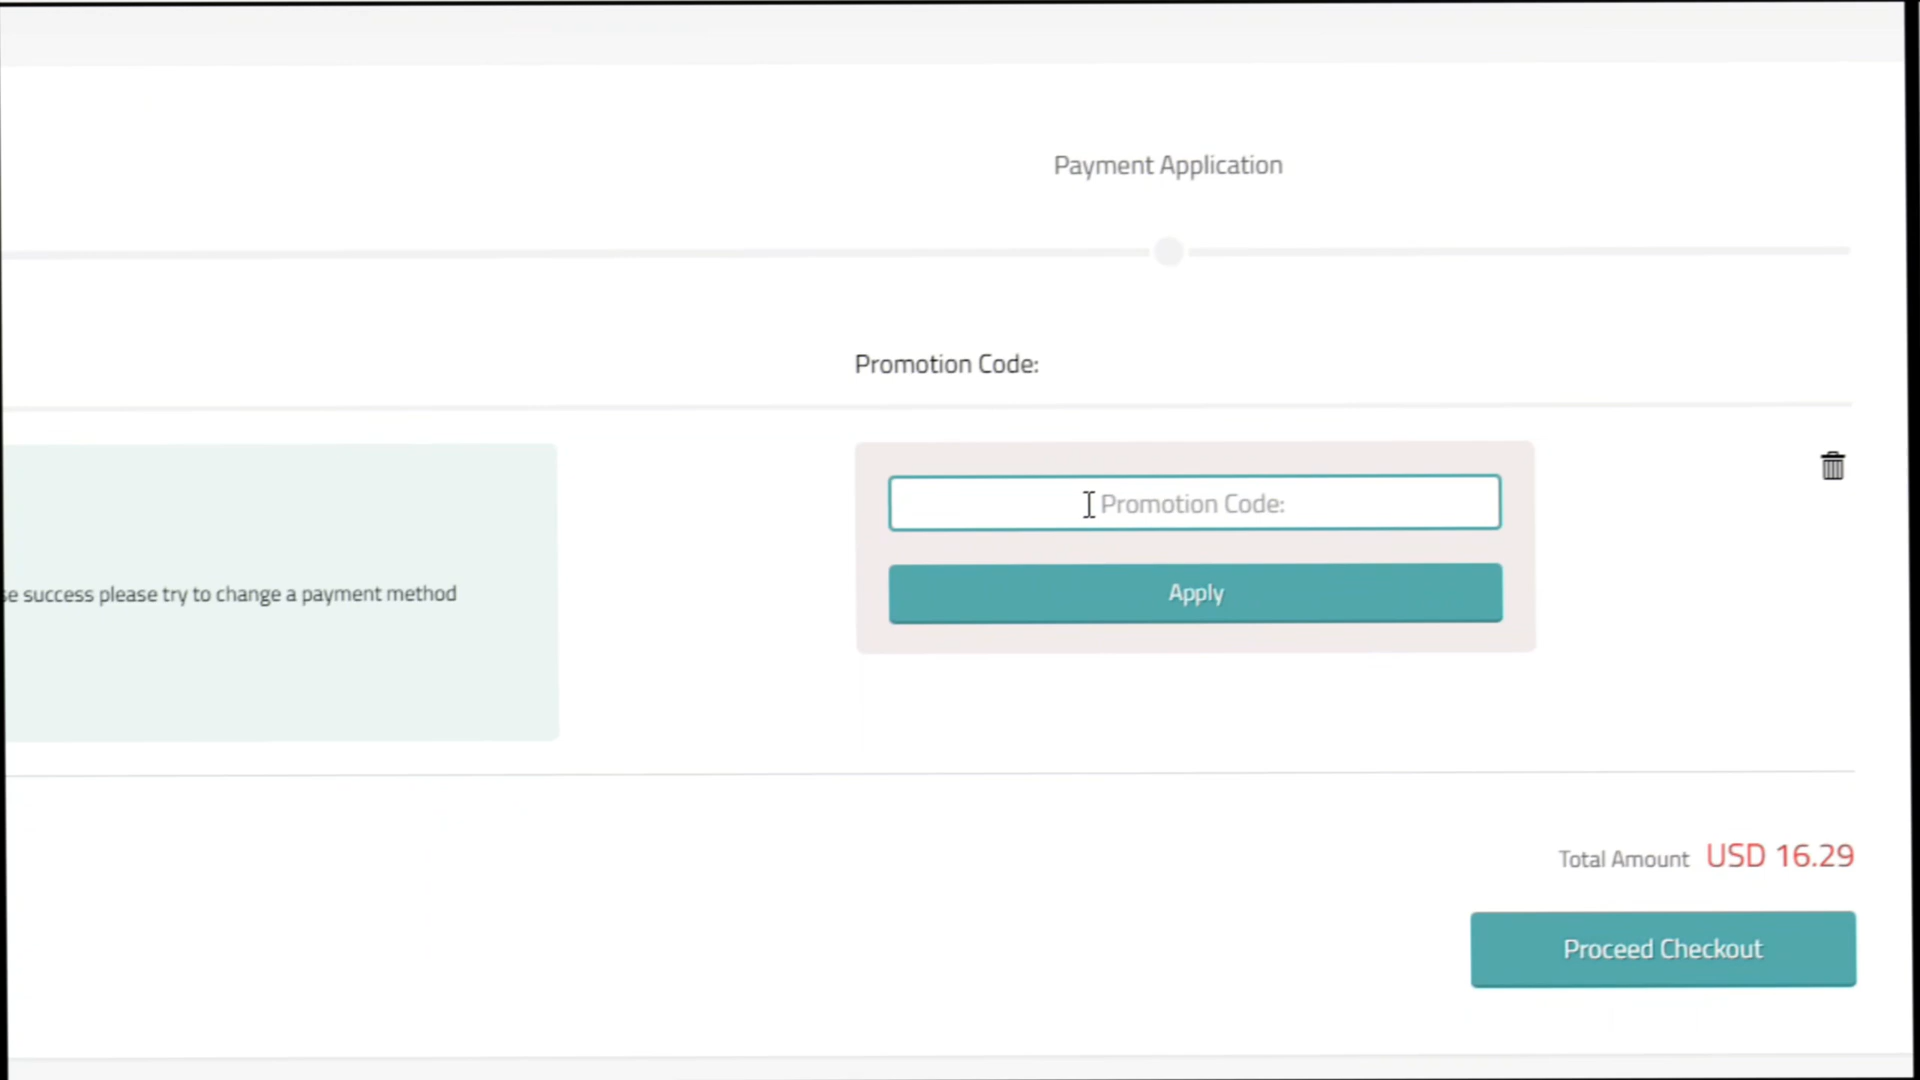 Payment Application
Promotion Code:
Promotion Code:
success please try to change a payment method
Apply
Total Amount USD 16.29
Proceed Checkout